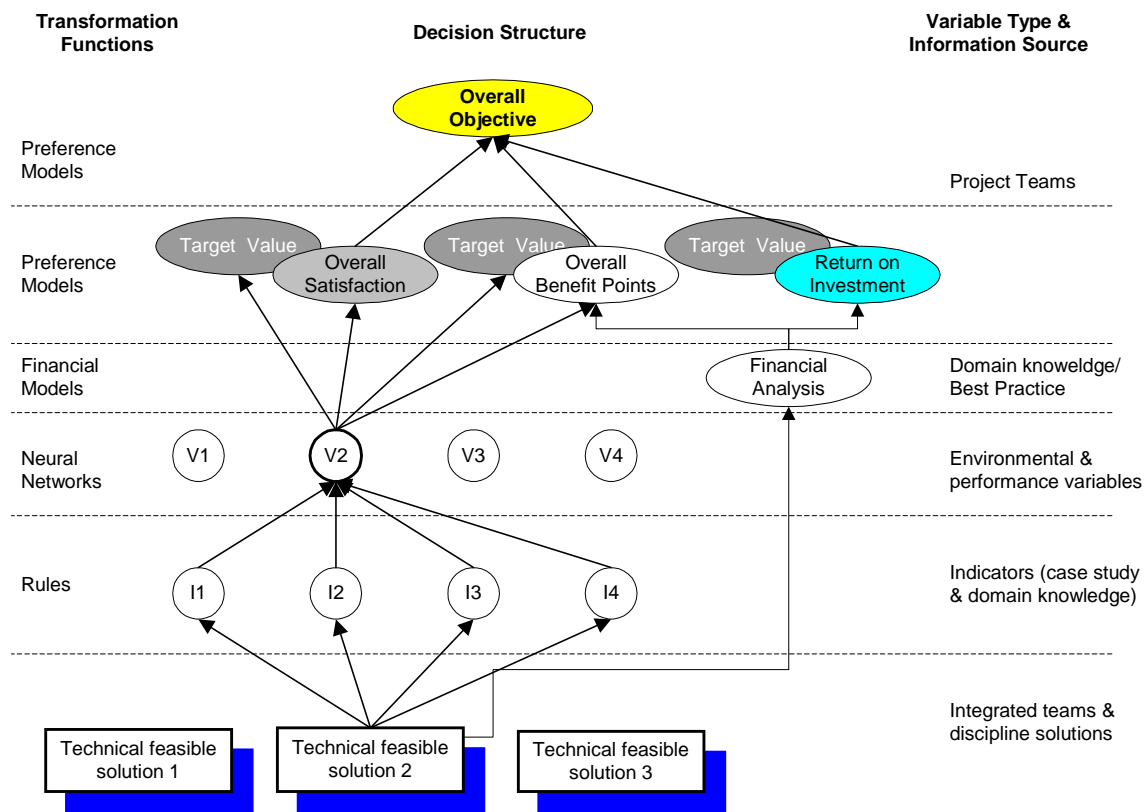 Transformation
Functions
Decision Structure
Variable Type &
Information Source
Overall
Objective
Preference
Models
Project Teams
Target Value
Target Value
Target Value
Preference
Models
Overall
Satisfaction
Overall
Benefit Points
Return on
Investment
Financial
Models
Financial
Analysis
Domain knoweldge/
Best Practice
Neural
Networks
V1
V2
V3
V4
Environmental &
performance variables
Rules
I1
I2
I3
I4
Indicators (case study
& domain knowledge)
Integrated teams &
discipline solutions
Technical feasible
solution 1
Technical feasible
solution 2
Technical feasible
solution 3